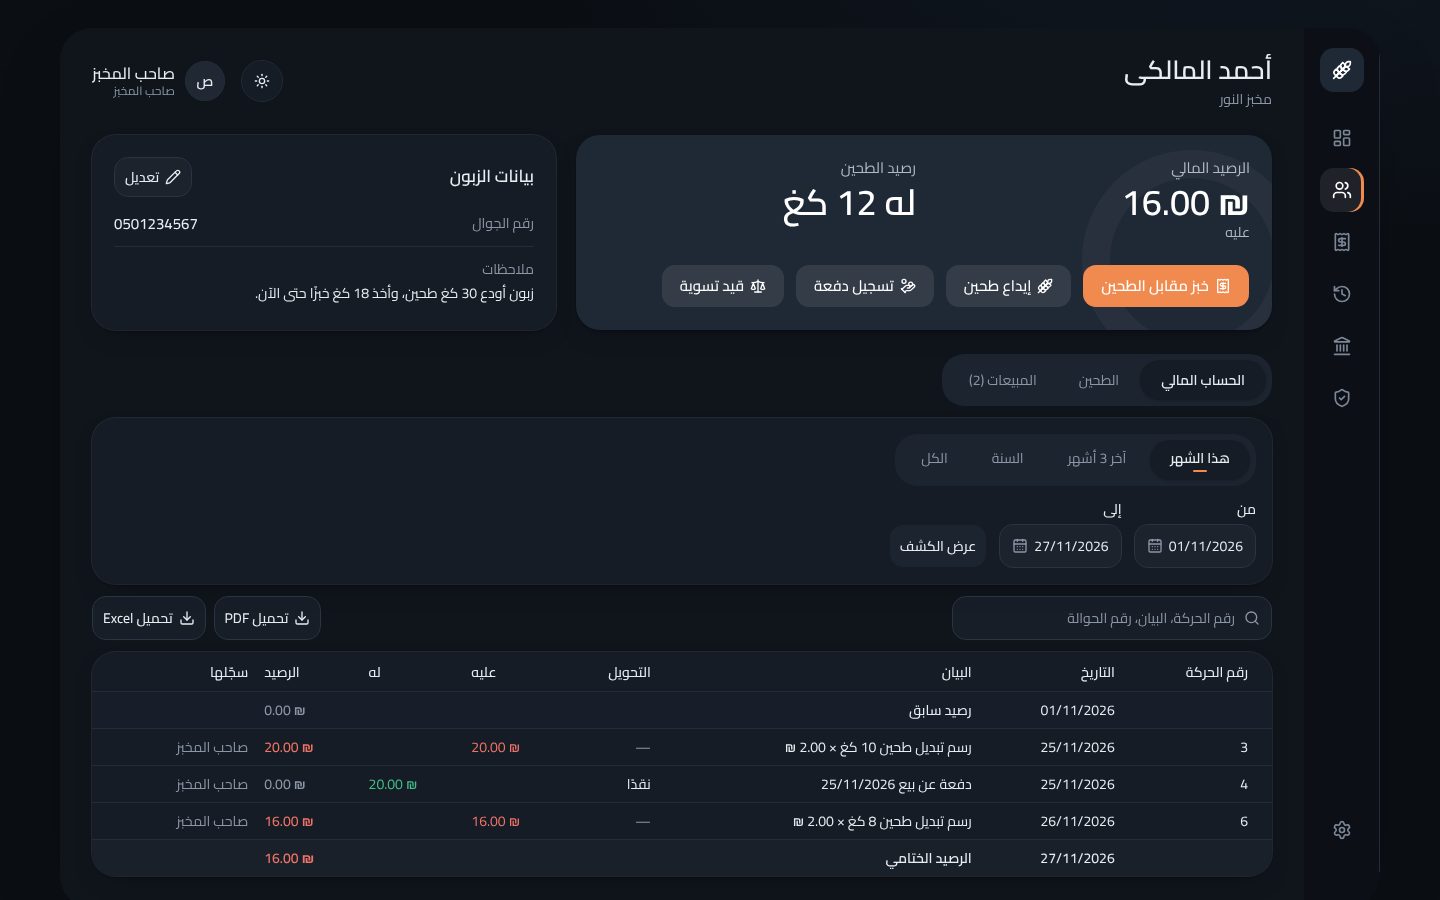 أحمد المالكي
مخبز النور
ص
صاحب المخبز
صاحب المخبز
الرصيد المالي
₪ 16.00
عليه
رصيد الطحين
له 12 كغ
خبز مقابل الطحين
إيداع طحين
تسجيل دفعة
قيد تسوية
بيانات الزبون
تعديل
رقم الجوال
0501234567
ملاحظات
زبون أودع 30 كغ طحين، وأخذ 18 كغ خبزًا حتى الآن.
الحساب المالي
الطحين
المبيعات (2)
هذا الشهر
آخر 3 أشهر
السنة
الكل
من
إلى
01/11/2026
27/11/2026
عرض الكشف
رقم الحركة، البيان، رقم الحوالة
تحميل PDF
تحميل Excel
رقم الحركة التاريخ البيان التحويل عليه له الرصيد سجّلها
01/11/2026 رصيد سابق ₪ 0.00
3 25/11/2026 رسم تبديل طحين 10 كغ × 2.00 ₪ — ₪ 20.00 ₪ 20.00 صاحب المخبز
4 25/11/2026 دفعة عن بيع 25/11/2026 نقدًا ₪ 20.00 ₪ 0.00 صاحب المخبز
6 26/11/2026 رسم تبديل طحين 8 كغ × 2.00 ₪ — ₪ 16.00 ₪ 16.00 صاحب المخبز
27/11/2026 الرصيد الختامي ₪ 16.00